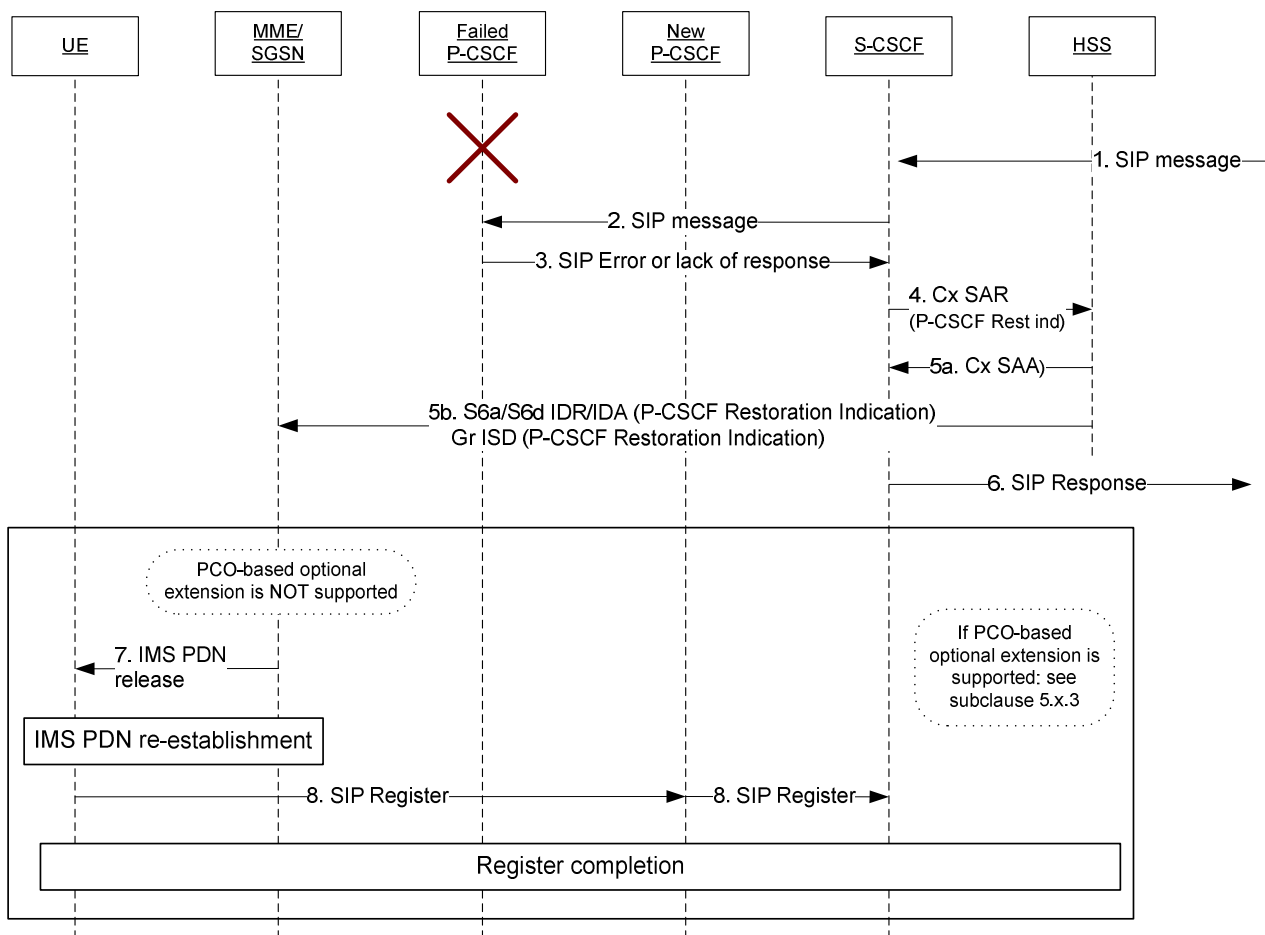 UE
MME/
SGSN
Failed
P-CSCF
New
P-CSCF
S-CSCF
HSS
1. SIP message
2. SIP message
3. SIP Error or lack of response
4. Cx SAR
(P-CSCF Rest ind)
5a. Cx SAA)
5b. S6a/S6d IDR/IDA (P-CSCF Restoration Indication)
Gr ISD (P-CSCF Restoration Indication)
6. SIP Response
PCO-based optional
extension is NOT supported
If PCO-based
optional extension is
supported: see
subclause 5.x.3
7. IMS PDN
release
IMS PDN re-establishment
8. SIP Register
8. SIP Register
Register completion